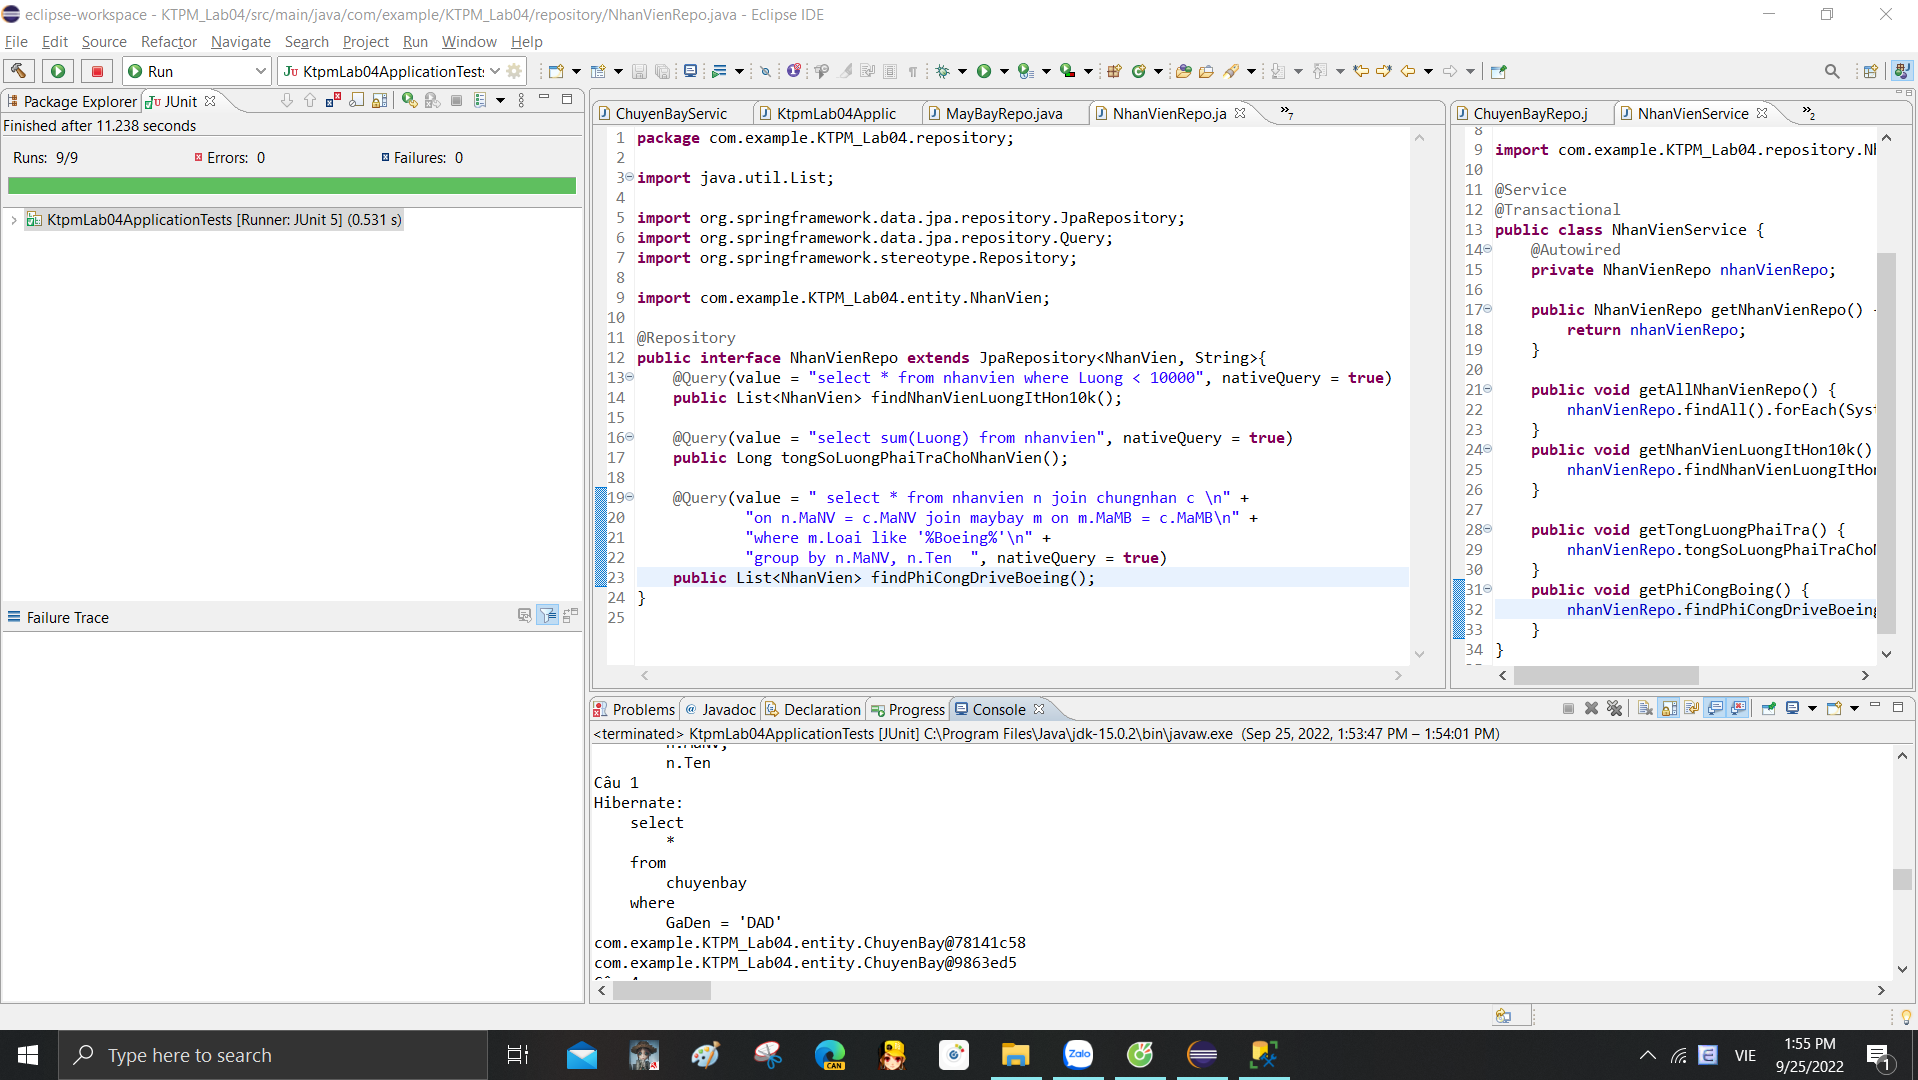 eclipse-workspace - KTPM_Lab04/src/main/java/com/example/KTPM_Lab04/repository/NhanVienRepo.java - Eclipse IDE
File Edit Source Refactor Navigate Search Project Run Window Help
Run
KtpmLab04ApplicationTests
Package Explorer
JUnit
Finished after 11.238 seconds
Runs: 9/9
Errors: 0
Failures: 0
KtpmLab04ApplicationTests [Runner: JUnit 5] (0.531 s)
Failure Trace
ChuyenBayServic
KtpmLab04Applic
MayBayRepo.java
NhanVienRepo.ja
»7
1 package com.example.KTPM_Lab04.repository;
2
3 import java.util.List;
4
5 import org.springframework.data.jpa.repository.JpaRepository;
6 import org.springframework.data.jpa.repository.Query;
7 import org.springframework.stereotype.Repository;
8
9 import com.example.KTPM_Lab04.entity.NhanVien;
10
11 @Repository
12 public interface NhanVienRepo extends JpaRepository<NhanVien, String>{
13 @Query(value = "select * from nhanvien where Luong < 10000", nativeQuery = true)
14 public List<NhanVien> findNhanVienLuongItHon10k();
15
16 @Query(value = "select sum(Luong) from nhanvien", nativeQuery = true)
17 public Long tongSoLuongPhaiTraChoNhanVien();
18
19 @Query(value = " select * from nhanvien n join chungnhan c \n" +
20 "on n.MaNV = c.MaNV join maybay m on m.MaMB = c.MaMB\n" +
21 "where m.Loai like '%Boeing%'\n" +
22 "group by n.MaNV, n.Ten  ", nativeQuery = true)
23 public List<NhanVien> findPhiCongDriveBoeing();
24 }
25
ChuyenBayRepo.j
NhanVienService
»2
8
9 import com.example.KTPM_Lab04.repository.Nh
10
11 @Service
12 @Transactional
13 public class NhanVienService {
14 @Autowired
15 private NhanVienRepo nhanVienRepo;
16
17 public NhanVienRepo getNhanVienRepo() {
18 return nhanVienRepo;
19 }
20
21 public void getAllNhanVienRepo() {
22 nhanVienRepo.findAll().forEach(Syst
23 }
24 public void getNhanVienLuongItHon10k()
25 nhanVienRepo.findNhanVienLuongItHon
26 }
27
28 public void getTongLuongPhaiTra() {
29 nhanVienRepo.tongSoLuongPhaiTraChoN
30 }
31 public void getPhiCongBoing() {
32 nhanVienRepo.findPhiCongDriveBoeing
33 }
34 }
Problems
@ Javadoc
Declaration
Progress
Console
<terminated> KtpmLab04ApplicationTests [JUnit] C:\Program Files\Java\jdk-15.0.2\bin\javaw.exe (Sep 25, 2022, 1:53:47 PM – 1:54:01 PM)
n.MaNV,
n.Ten
Câu 1
Hibernate:
select
*
from
chuyenbay
where
GaDen = 'DAD'
com.example.KTPM_Lab04.entity.ChuyenBay@78141c58
com.example.KTPM_Lab04.entity.ChuyenBay@9863ed5
Type here to search
CAN
Zalo
VIE
1:55 PM
9/25/2022
1